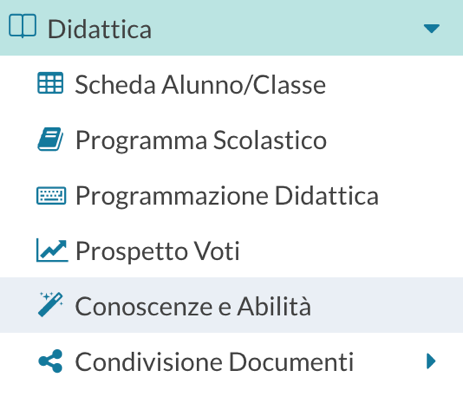 Didattica
Scheda Alunno/Classe
Programma Scolastico
Programmazione Didattica
Prospetto Voti
Conoscenze e Abilità
Condivisione Documenti